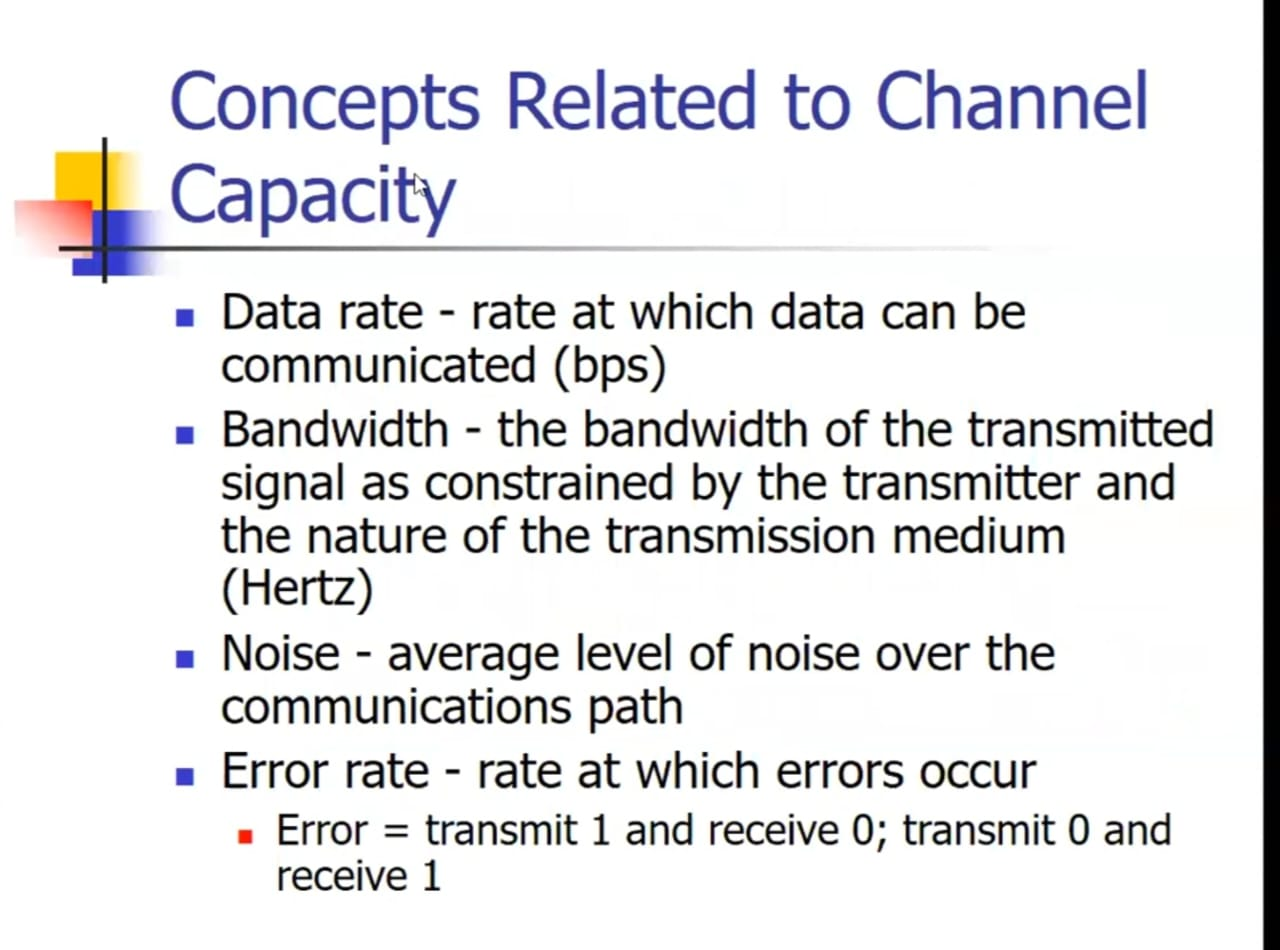 Concepts Related to Channel
Capacity
Data rate - rate at which data can be
communicated (bps)
Bandwidth - the bandwidth of the transmitted
signal as constrained by the transmitter and
the nature of the transmission medium
(Hertz)
Noise - average level of noise over the
communications path
Error rate - rate at which errors occur
Error = transmit 1 and receive 0; transmit 0 and
receive 1